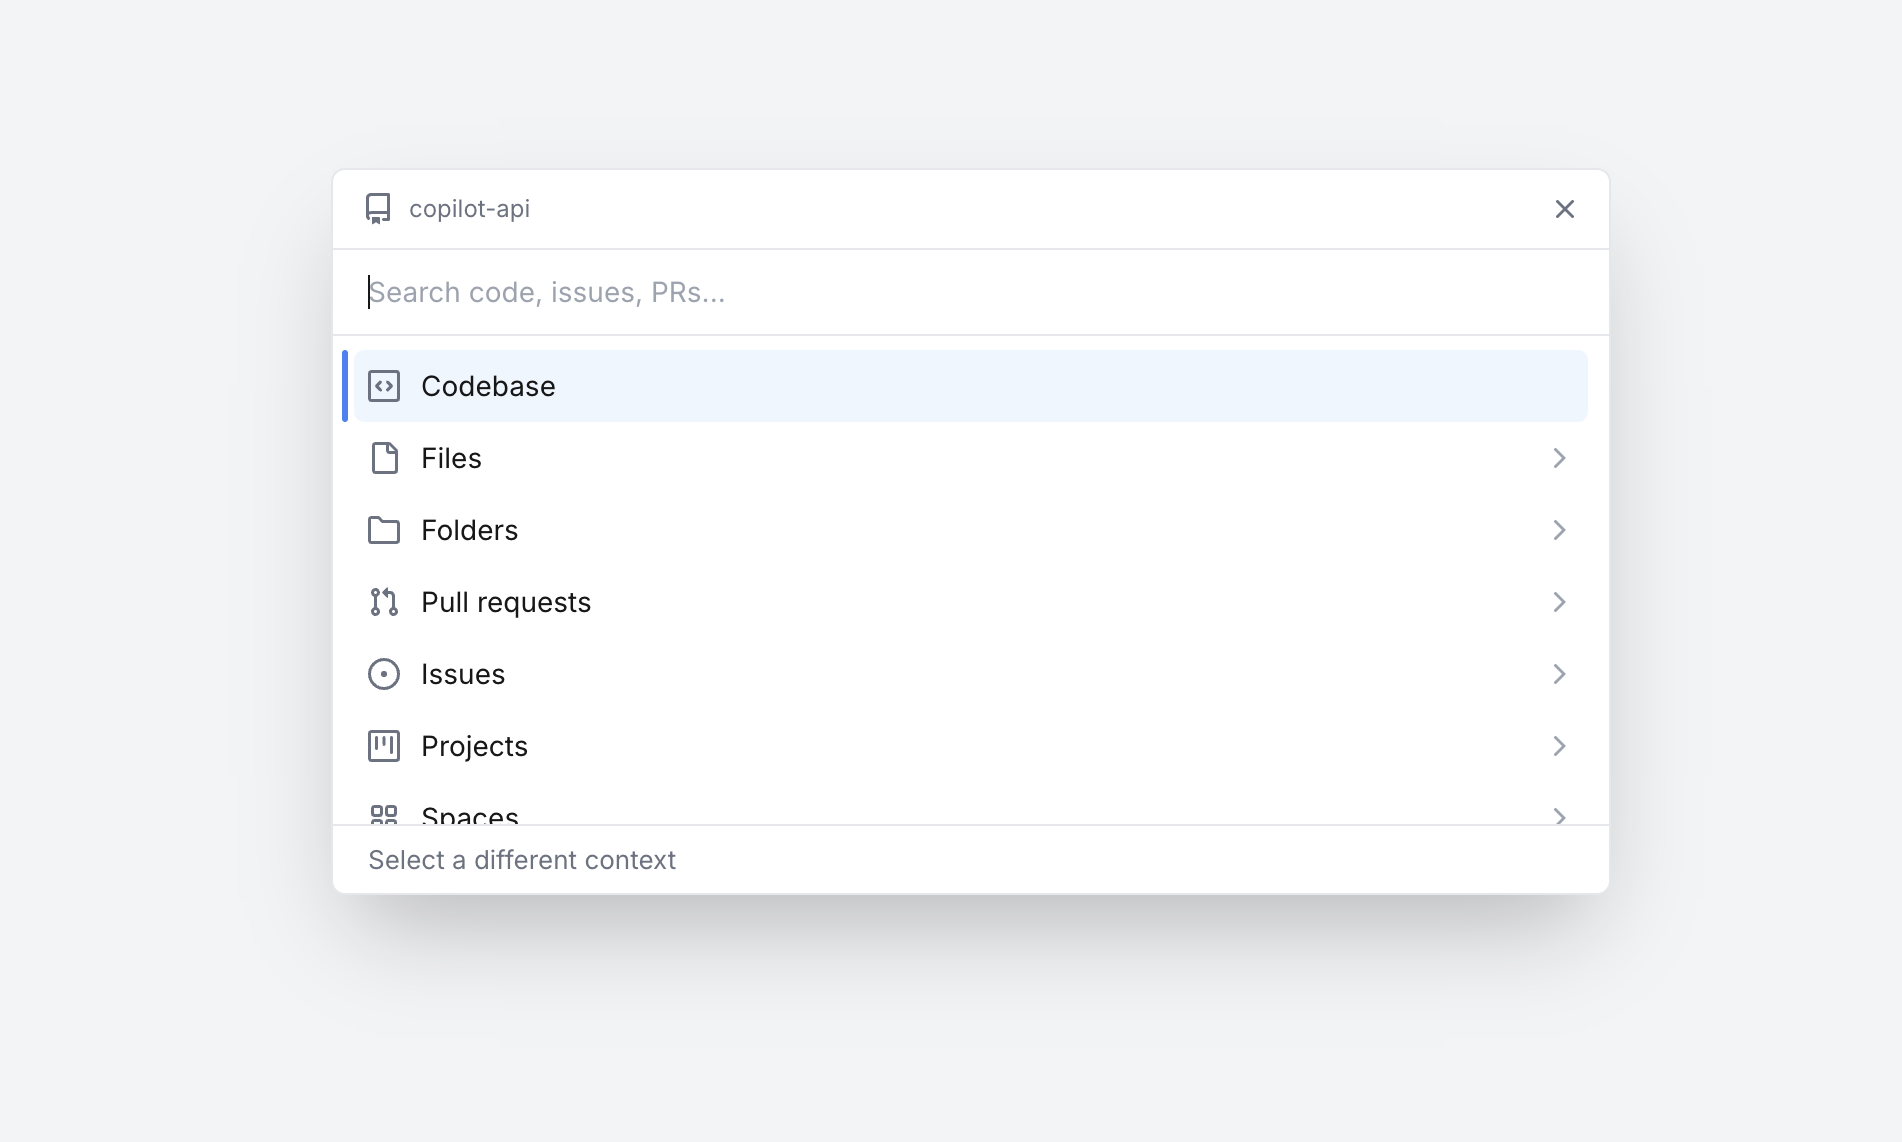 copilot-api
Search code, issues, PRs...
Codebase
Files
Folders
Pull requests
Issues
Projects
Spaces
Select a different context